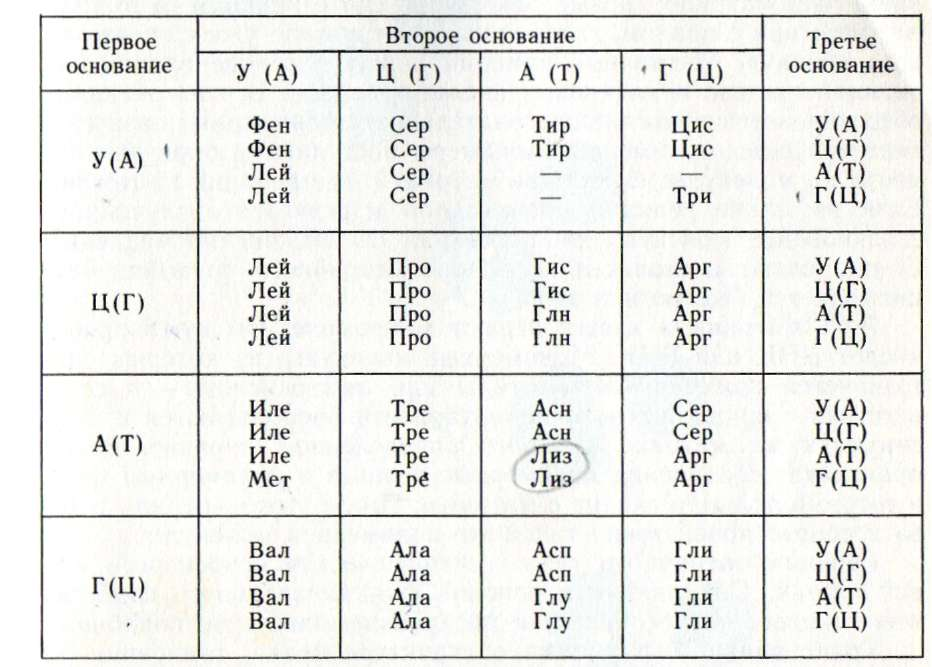 Первое основание Второе основание Третье основание
У (А) Ц (Г) А (Т) Г (Ц)
У(А) Фен Сер Тир Цис У(А)
Фен Сер Тир Цис Ц(Г)
Лей Сер — — А(Т)
Лей Сер — Три Г(Ц)
Ц(Г) Лей Про Гис Арг У(А)
Лей Про Гис Арг Ц(Г)
Лей Про Глн Арг А(Т)
Лей Про Глн Арг Г(Ц)
А(Т) Иле Тре Асн Сер У(А)
Иле Тре Асн Сер Ц(Г)
Иле Тре Лиз Арг А(Т)
Мет Тре Лиз Арг Г(Ц)
Г(Ц) Вал Ала Асп Гли У(А)
Вал Ала Асп Гли Ц(Г)
Вал Ала Глу Гли А(Т)
Вал Ала Глу Гли Г(Ц)